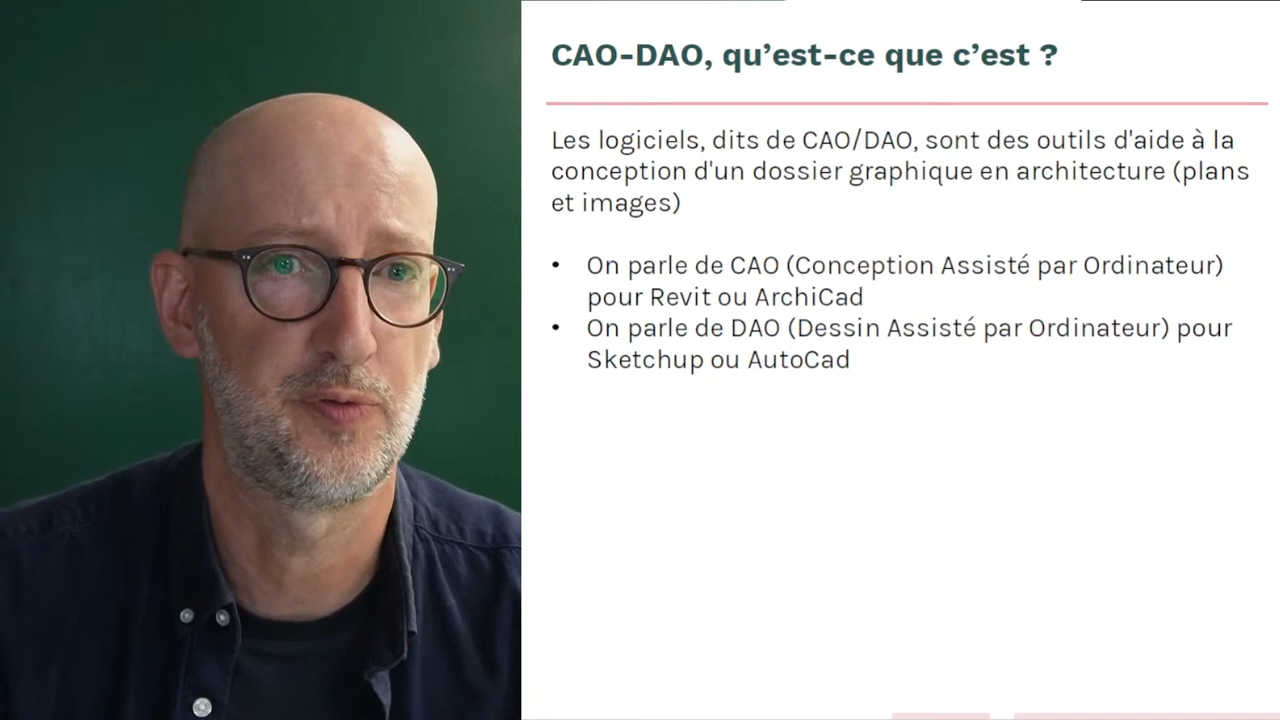 CAO-DAO, qu’est-ce que c’est ?
Les logiciels, dits de CAO/DAO, sont des outils d'aide à la
conception d'un dossier graphique en architecture (plans
et images)
• On parle de CAO (Conception Assisté par Ordinateur)
pour Revit ou ArchiCad
• On parle de DAO (Dessin Assisté par Ordinateur) pour
Sketchup ou AutoCad